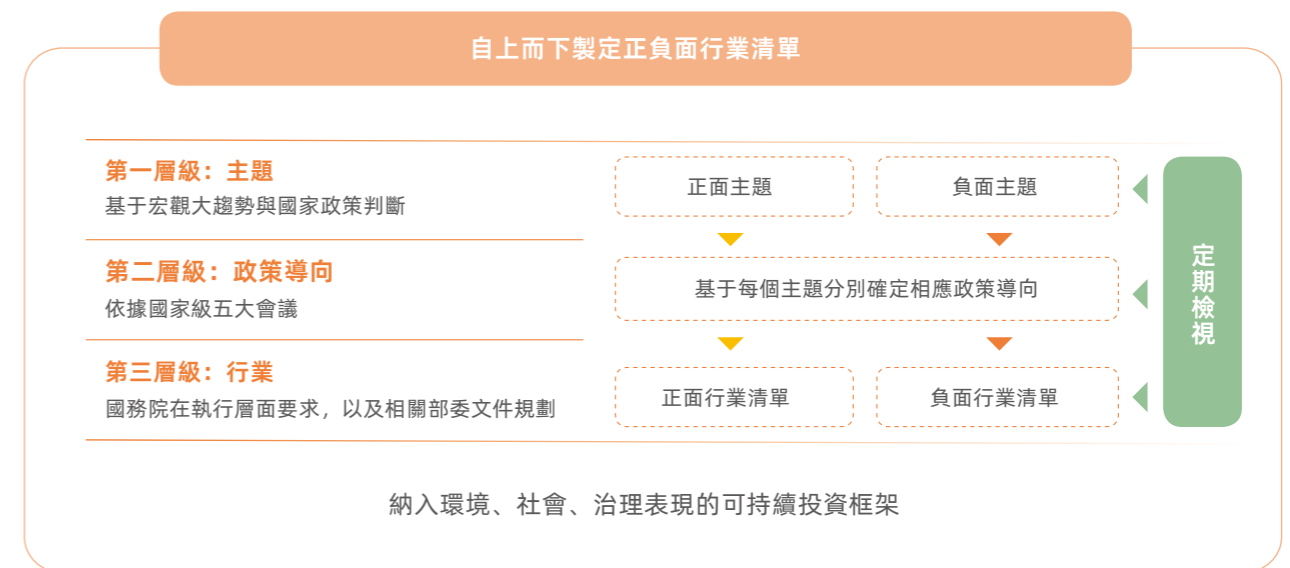 自上而下製定正負面行業清單
第一層級：主題
基于宏觀大趨勢與國家政策判斷
正面主題
負面主題
第二層級：政策導向
依據國家級五大會議
基于每個主題分別確定相應政策導向
第三層級：行業
國務院在執行層面要求，以及相關部委文件規劃
正面行業清單
負面行業清單
定期檢視
納入環境、社會、治理表現的可持續投資框架